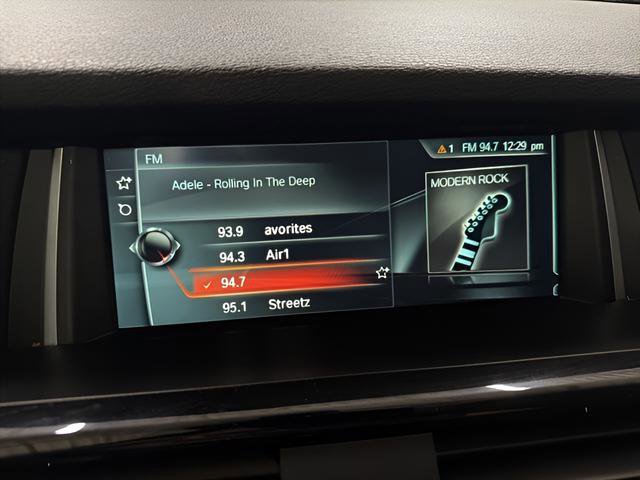 1 FM 94.7 12:29 pm
FM
Adele - Rolling In The Deep
MODERN ROCK
93.9 avorites
94.3 Air1
94.7
95.1 Streetz